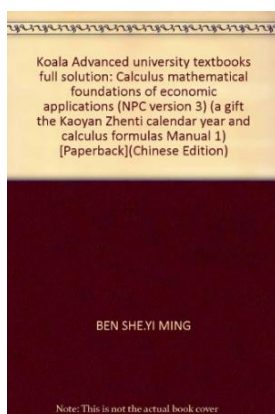 Koala Advanced university textbooks
full solution: Calculus mathematical
foundations of economic
applications (NPC version 3) (a gift
the Kaoyan Zhenti calendar year and
calculus formulas Manual 1)
[Paperback](Chinese Edition)
BEN SHE.YI MING
Note: This is not the actual book cover